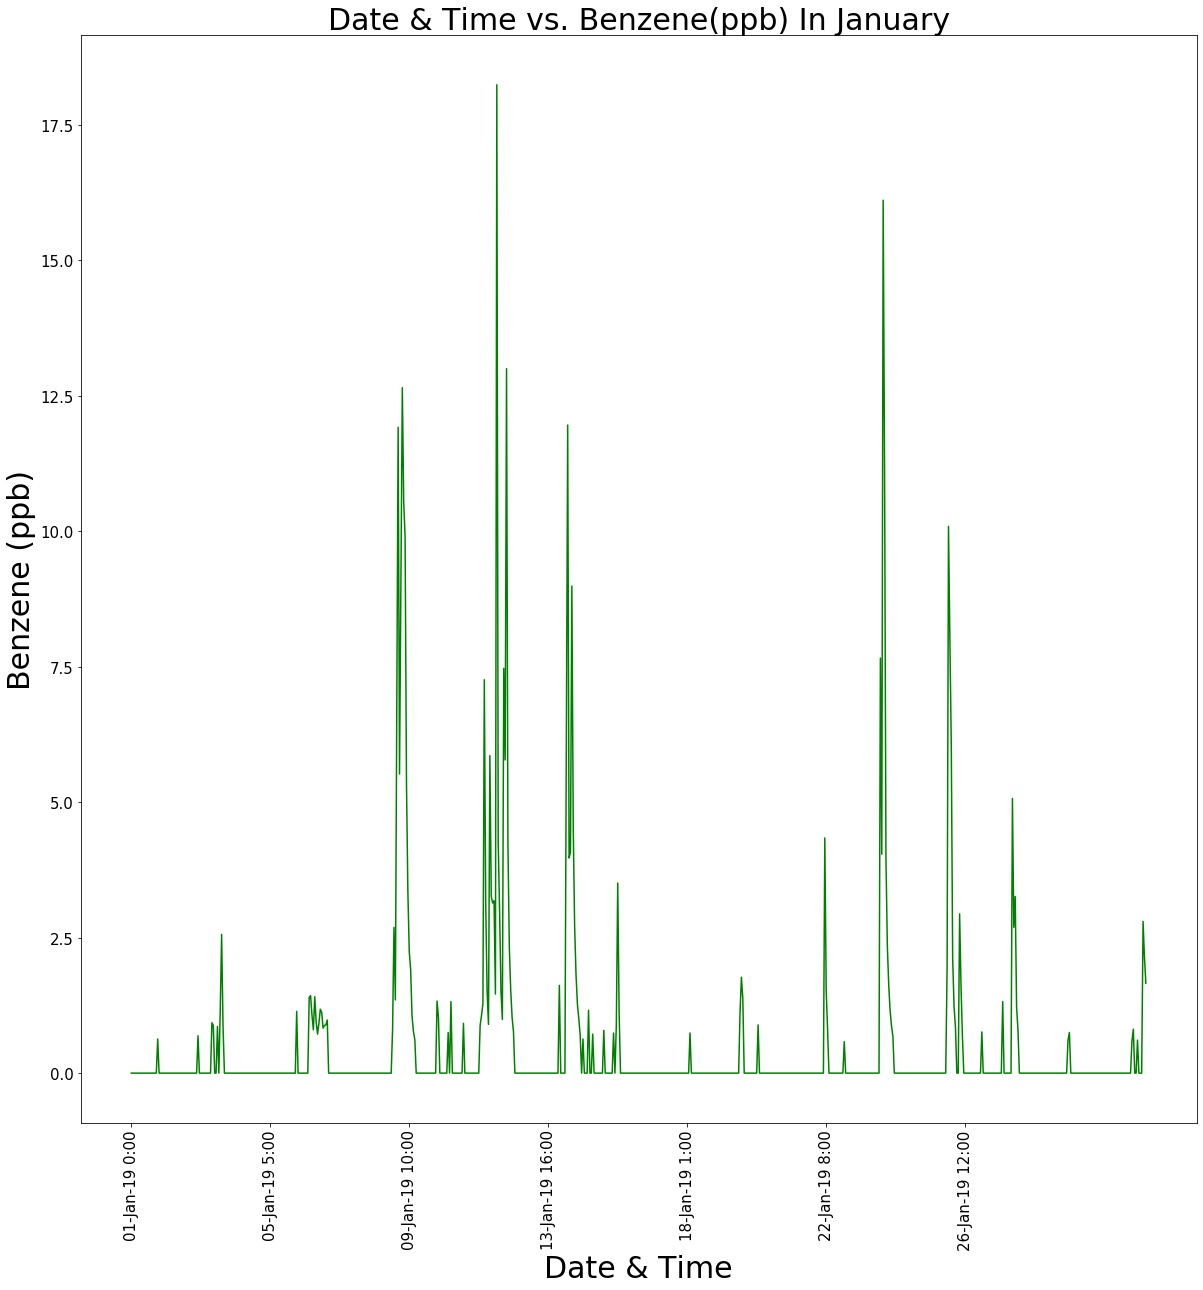 Date & Time vs. Benzene(ppb) In January
Benzene (ppb)
17.5
15.0
12.5
10.0
7.5
5.0
2.5
0.0
01-Jan-19 0:00
05-Jan-19 5:00
09-Jan-19 10:00
13-Jan-19 16:00
18-Jan-19 1:00
22-Jan-19 8:00
26-Jan-19 12:00
Date & Time